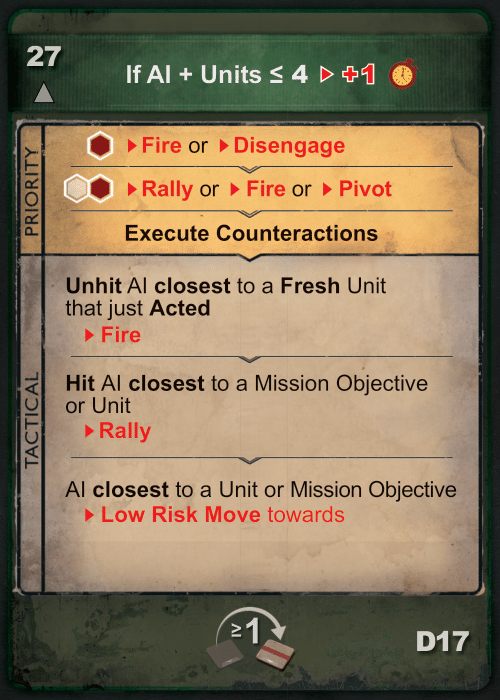 27
If AI + Units ≤ 4 ▶ +1
PRIORITY
▶ Fire or ▶ Disengage
▶ Rally or ▶ Fire or ▶ Pivot
Execute Counteractions
TACTICAL
Unhit AI closest to a Fresh Unit
that just Acted
▶ Fire
Hit AI closest to a Mission Objective
or Unit
▶ Rally
AI closest to a Unit or Mission Objective
▶ Low Risk Move towards
≥1
D17